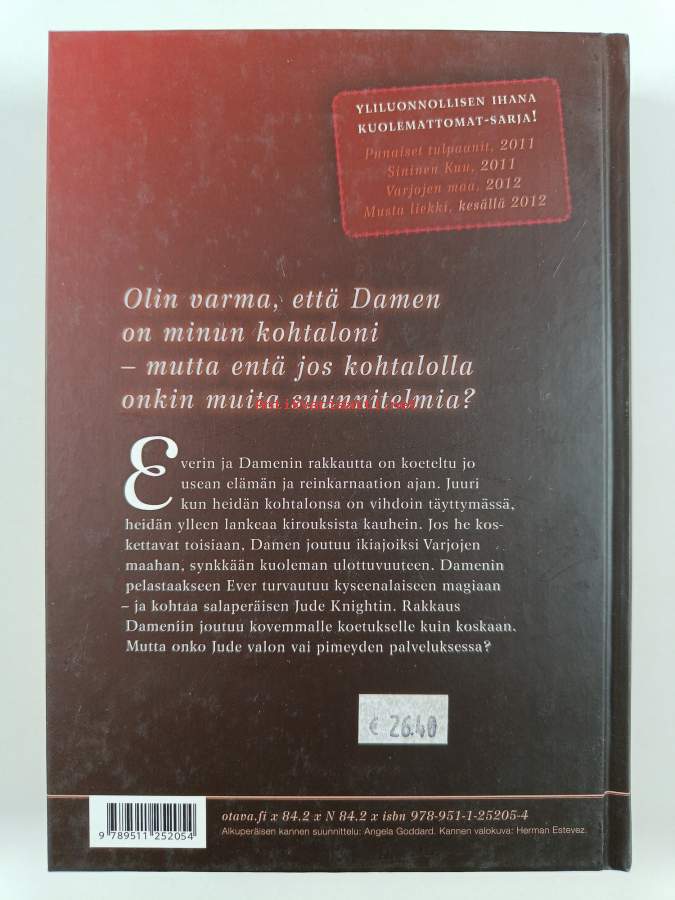 YLILUONNOLLISEN IHANA
KUOLEMATTOMAT-SARJA!
Punaiset tulpaanit, 2011
Sininen Kuu, 2011
Varjojen maa, 2012
Musta liekki, kesällä 2012
Olin varma, että Damen
on minun kohtaloni
– mutta entä jos kohtalolla
onkin muita suunnitelmia?
Everin ja Damenin rakkautta on koeteltu jo
usean elämän ja reinkarnaation ajan. Juuri
kun heidän kohtalonsa on vihdoin täyttymässä,
heidän ylleen lankeaa kirouksista kauhein. Jos he kos-
kettavat toisiaan, Damen joutuu ikiajoiksi Varjojen
maahan, synkkään kuoleman ulottuvuuteen. Damenin
pelastaakseen Ever turvautuu kyseenalaiseen magiaan
– ja kohtaa salaperäisen Jude Knightin. Rakkaus
Dameniin joutuu kovemmalle koetukselle kuin koskaan.
Mutta onko Jude valon vai pimeyden palveluksessa?
€ 26.40
otava.fi x 84.2 x N 84.2 x isbn 978-951-1-25205-4
Alkuperäisen kannen suunnittelu: Angela Goddard. Kannen valokuva: Herman Estevez.
9 789511 252054